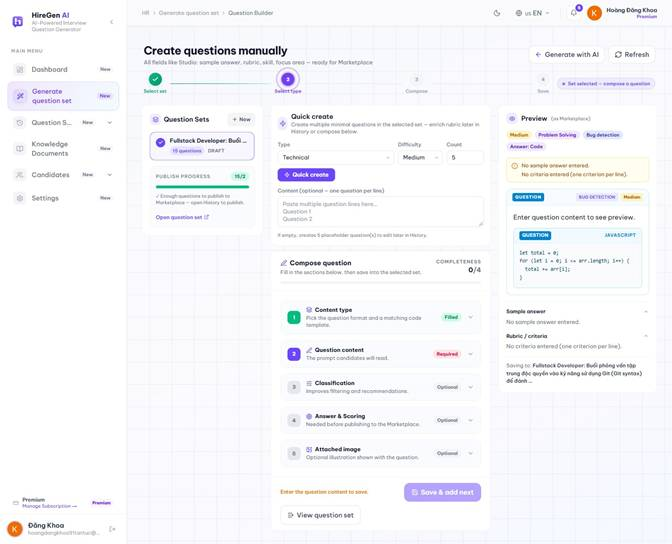 HireGen AI
AI-Powered Interview
Question Generator
MAIN MENU
Dashboard New
Generate
question set New
Question S... New
Knowledge
Documents
Candidates New
Settings New
Premium
Manage Subscription → Premium
Đăng Khoa
HR › Generate question set › Question Builder
us EN
8
K
Hoàng Đăng Khoa
Premium
Create questions manually
All fields like Studio: sample answer, rubric, skill, focus area — ready for Marketplace
← Generate with AI
Refresh
Select set
2
Select type
3
Compose
4
Save
Set selected — compose a question
Question Sets
+ New
Fullstack Developer: Buổi ...
15 questions DRAFT
PUBLISH PROGRESS 15/2
✓ Enough questions to publish to
Marketplace — open History to publish.
Open question set
Quick create
Create multiple minimal questions in the selected set — enrich rubric later in
History or compose below.
Type Difficulty Count
Technical Medium 5
Quick create
Content (optional — one question per line)
Paste multiple question lines here...
Question 1
Question 2
If empty, creates 5 placeholder question(s) to edit later in History.
Compose question
Fill in the sections below, then save into the selected set.
COMPLETENESS
0/4
1
Content type
Pick the question format and a matching code
template.
Filled
2
Question content
The prompt candidates will read.
Required
3
Classification
Improves filtering and recommendations.
Optional
4
Answer & Scoring
Needed before publishing to the Marketplace.
Optional
5
Attached image
Optional illustration shown with the question.
Optional
Enter the question content to save.
Save & add next
View question set
Preview (as Marketplace)
Medium Problem Solving Bug detection
Answer: Code
No sample answer entered.
No criteria entered (one criterion per line).
QUESTION BUG DETECTION Medium
Enter question content to see preview.
QUESTION JAVASCRIPT
let total = 0;
for (let i = 0; i <= arr.length; i++) {
total += arr[i];
}
Sample answer
No sample answer entered.
Rubric / criteria
No criteria entered (one criterion per line).
Saving to: Fullstack Developer: Buổi phỏng vấn tập
trung độc quyền vào kỹ năng sử dụng Git (Git syntax)
để đánh ...
K